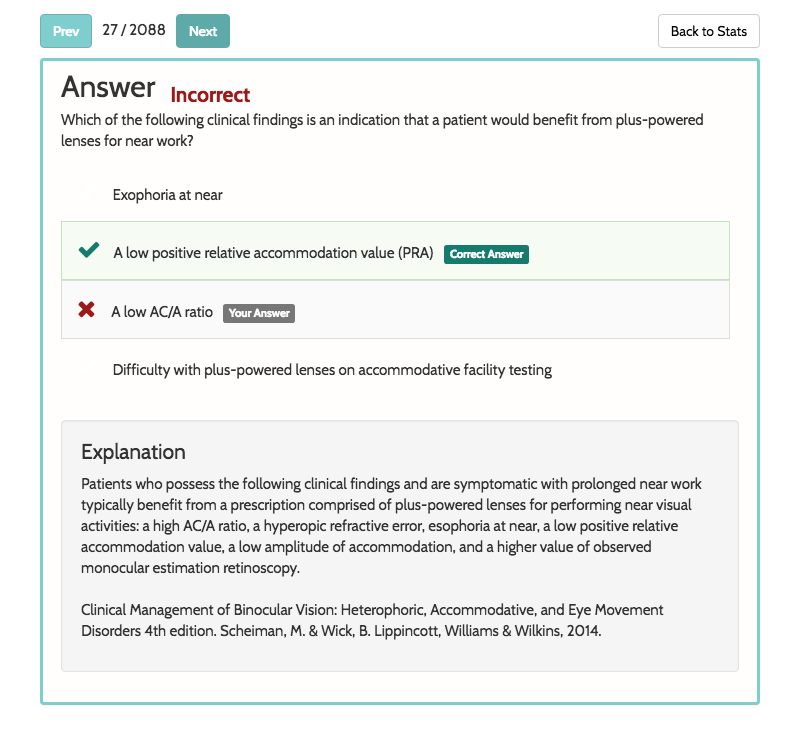 Prev 27 / 2088 Next Back to Stats
Answer Incorrect
Which of the following clinical findings is an indication that a patient would benefit from plus-powered
lenses for near work?
Exophoria at near
A low positive relative accommodation value (PRA) Correct Answer
A low AC/A ratio Your Answer
Difficulty with plus-powered lenses on accommodative facility testing
Explanation
Patients who possess the following clinical findings and are symptomatic with prolonged near work
typically benefit from a prescription comprised of plus-powered lenses for performing near visual
activities: a high AC/A ratio, a hyperopic refractive error, esophoria at near, a low positive relative
accommodation value, a low amplitude of accommodation, and a higher value of observed
monocular estimation retinoscopy.
Clinical Management of Binocular Vision: Heterophoric, Accommodative, and Eye Movement
Disorders 4th edition. Scheiman, M. & Wick, B. Lippincott, Williams & Wilkins, 2014.